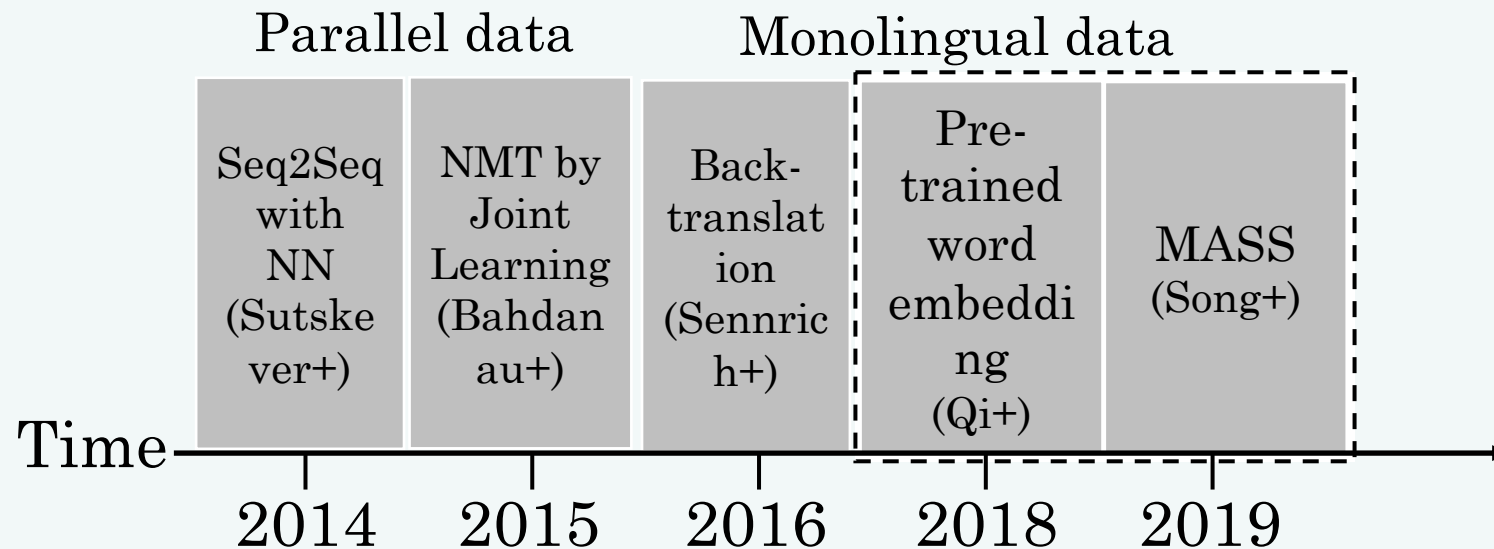 Parallel data
Monolingual data
Seq2Seq
with
NN
(Sutske
ver+)
NMT by
Joint
Learning
(Bahdan
au+)
Back-
translat
ion
(Sennric
h+)
Pre-
trained
word
embeddi
ng
(Qi+)
MASS
(Song+)
Time
2014
2015
2016
2018
2019